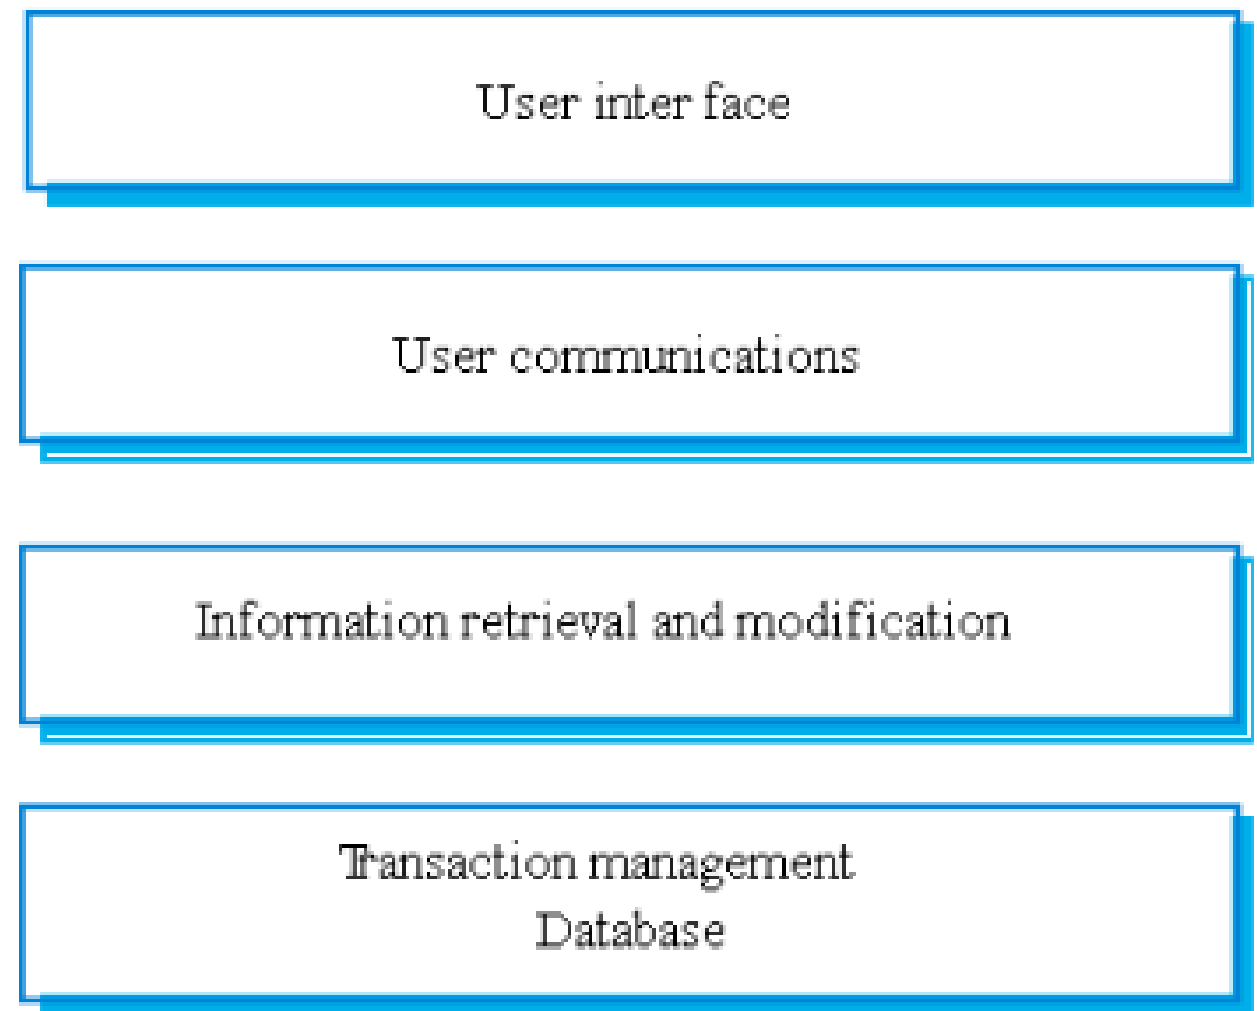 User inter face
User communications
Information retrieval and modification
Transaction management
Database